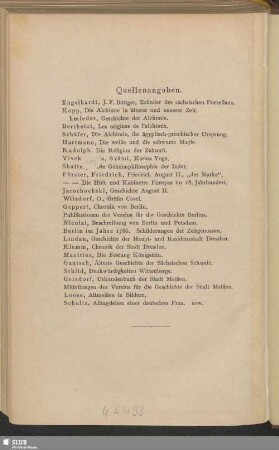 Quellenangaben.
Engelhardt, J. F. Böttger, Erfinder des sächsischen Porzellans.
Kopp, Die Alchimie in älterer und neuerer Zeit.
Geschichte der Alchimie.
Berthelot, Les origines de l'alchimie.
Schäfer, Die Alchimie, ihr ägyptisch-griechischer Ursprung.
Hartmann, Die weiße und die schwarze Magie.
Rudolph Die Religion der Zukunft.
Vivek Svâmi, Karma Yoga.
Geheimphilosophie der Inder.
Förster, Friedrich, Friedrich August II., „der Starke“.
— — Die Höfe und Kabinette Europas im 18. Jahrhundert.
Jarochochski, Geschichte August II.
Wilsdorf, G., Gräfin Cosel.
Geppert, Chronik von Berlin.
Publikationen des Vereins für die Geschichte Berlins.
Nicolai, Beschreibung von Berlin und Potsdam.
Berlin im Jahre 1786. Schilderungen der Zeitgenossen.
Lindau, Geschichte der Haupt- und Residenzstadt Dresden.
Klemm, Chronik der Stadt Dresden.
Martius, Die Festung Königstein.
Älteste Geschichte der Sächsischen Schweiz.
Schild, Denkwürdigkeiten Wittenbergs.
Gersdorf, Urkundenbuch der Stadt Meißen.
Mitteilungen des Vereins für die Geschichte der Stadt Meißen.
Loose, Altmeißen in Bildern.
Schultz, Alltagsleben einer deutschen Frau. usw.
SLUB